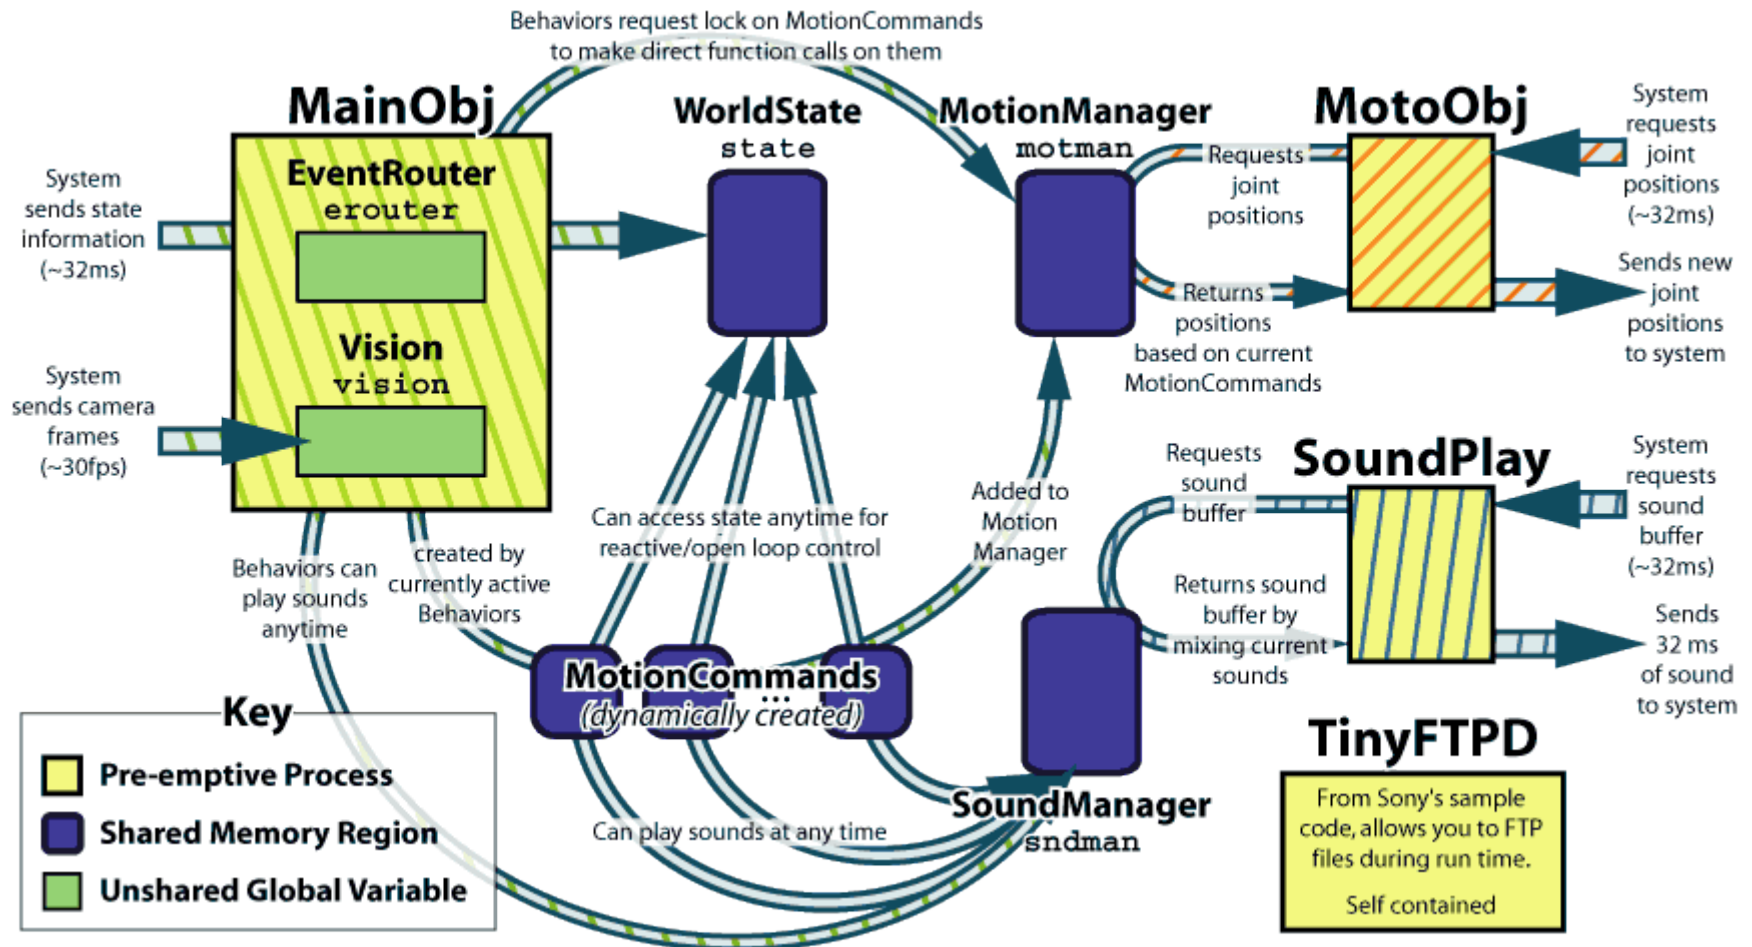 Behaviors request lock on MotionCommands
to make direct function calls on them
MainObj
EventRouter
erouter
Vision
vision
System
sends state
information
(~32ms)
System
sends camera
frames
(~30fps)
WorldState
state
MotionManager
motman
MotoObj
Requests
joint
positions
Returns
positions
based on current
MotionCommands
System
requests
joint
positions
(~32ms)
Sends new
joint
positions
to system
Can access state anytime for
reactive/open loop control
Added to
Motion
Manager
Behaviors can
play sounds
anytime
created by
currently active
Behaviors
MotionCommands
...
(dynamically created)
Can play sounds at any time
SoundManager
sndman
SoundPlay
Requests
sound
buffer
Returns sound
buffer by
mixing current
sounds
System
requests
sound
buffer
(~32ms)
Sends
32 ms
of sound
to system
Key
Pre-emptive Process
Shared Memory Region
Unshared Global Variable
TinyFTPD
From Sony's sample
code, allows you to FTP
files during run time.
Self contained